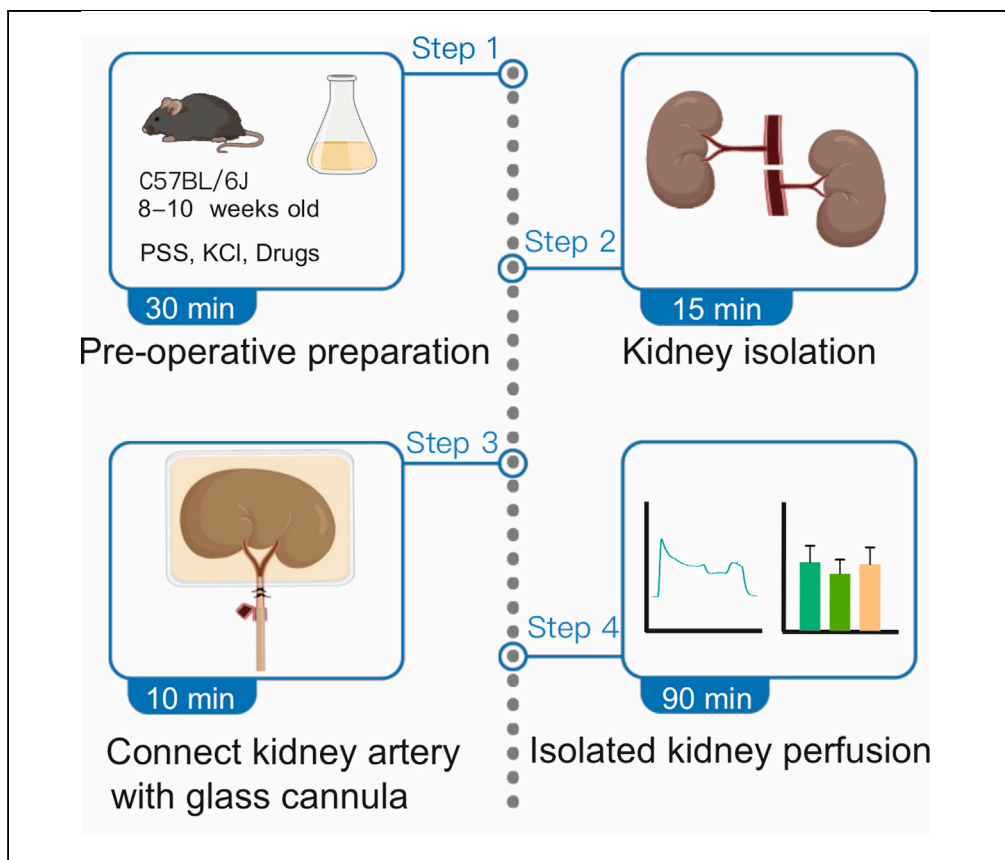 Step 1
C57BL/6J
8–10 weeks old
PSS, KCl, Drugs
30 min
Pre-operative preparation
Step 2
15 min
Kidney isolation
Step 3
10 min
Connect kidney artery
with glass cannula
Step 4
90 min
Isolated kidney perfusion